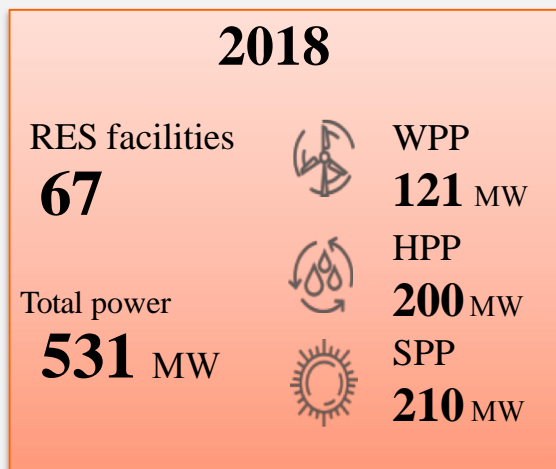 2018
RES facilities
67
Total power
531 MW
WPP
121 MW
HPP
200 MW
SPP
210 MW